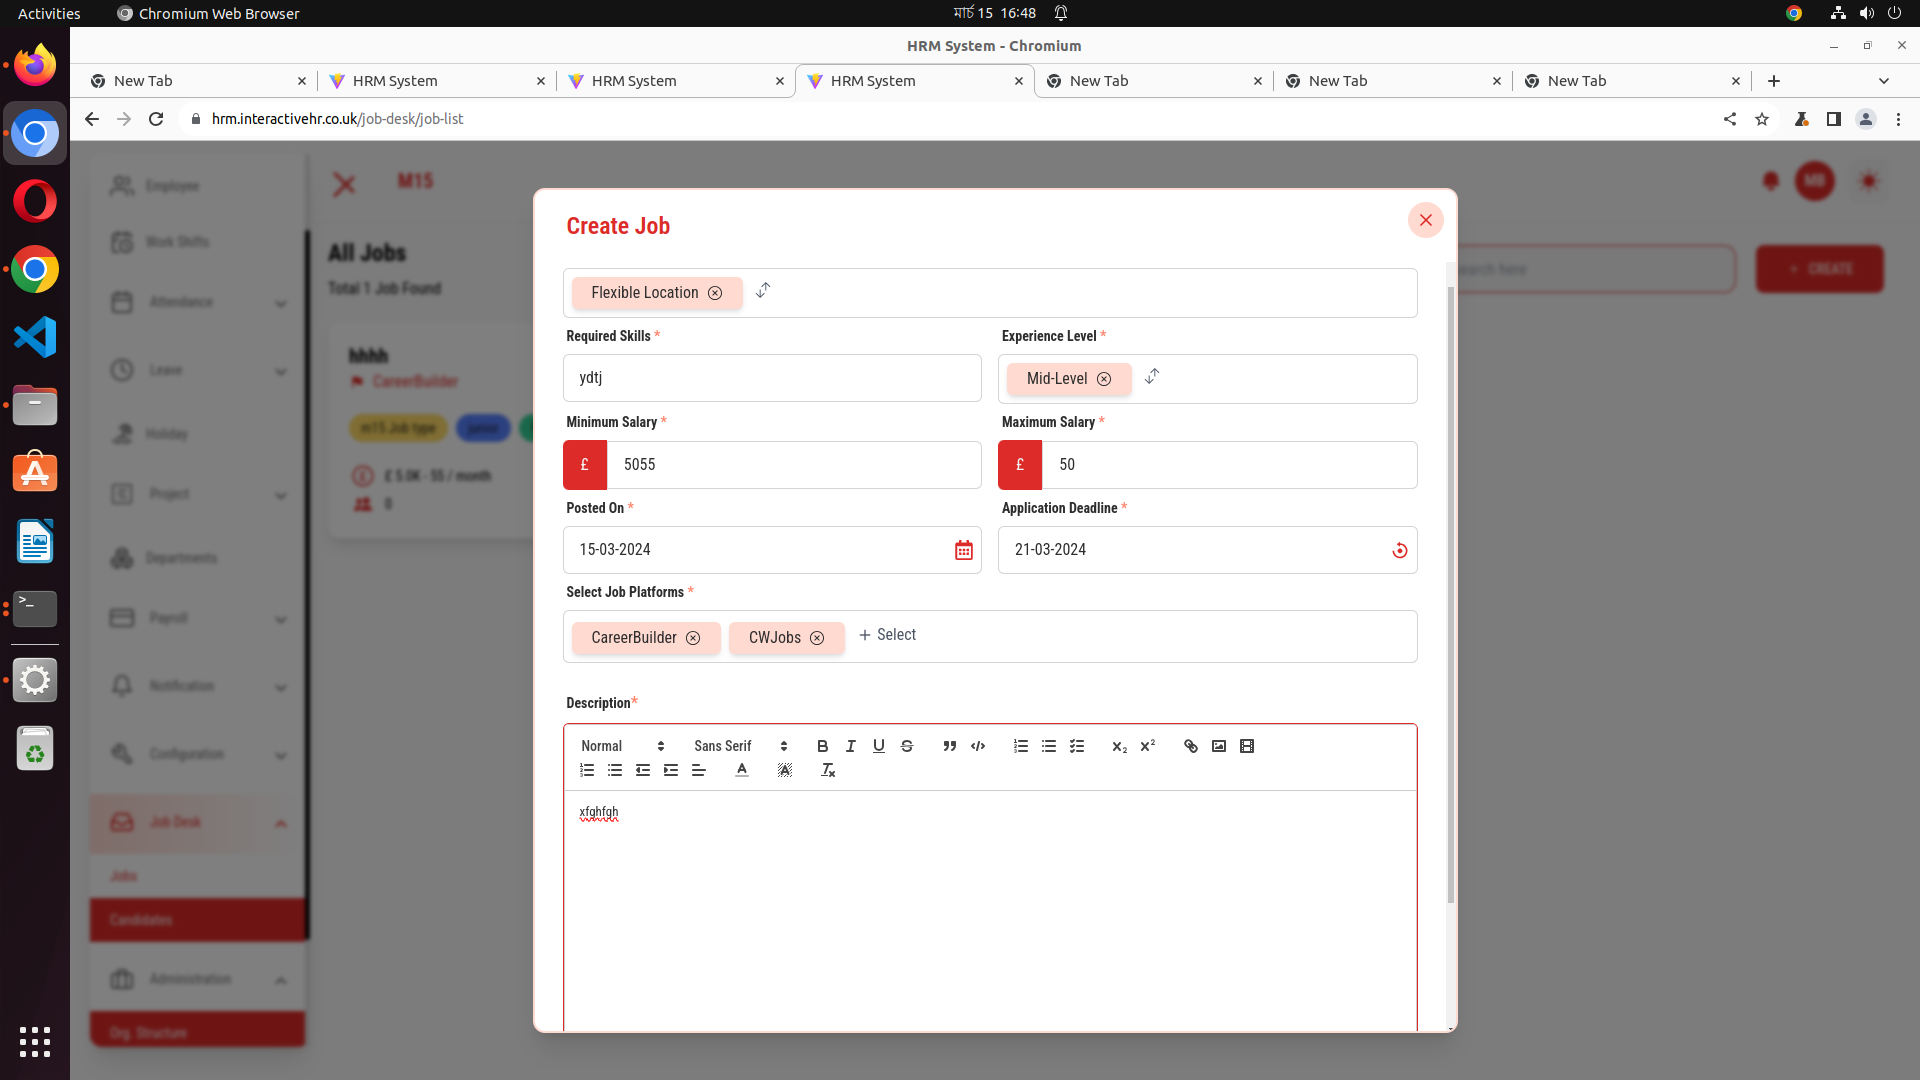 Activities
Chromium Web Browser
মার্চ 15 16:48
HRM System - Chromium
New Tab
HRM System
HRM System
HRM System
New Tab
New Tab
New Tab
hrm.interactivehr.co.uk/job-desk/job-list
Employee
Work Shifts
Attendance
Leave
Holiday
Project
Departments
Payroll
Notification
Configuration
Job Desk
Jobs
Candidates
Administration
Org. Structure
M15
MB
All Jobs
Total 1 Job Found
search here
+ CREATE
hhhh
CareerBuilder
m15 Job type
junior
£ 5.0K - 55 / month
0
Create Job
Flexible Location
Required Skills *
Experience Level *
ydtj
Mid-Level
Minimum Salary *
Maximum Salary *
£ 5055
£ 50
Posted On *
Application Deadline *
15-03-2024
21-03-2024
Select Job Platforms *
CareerBuilder
CWJobs
+ Select
Description*
Normal
Sans Serif
xfghfgh